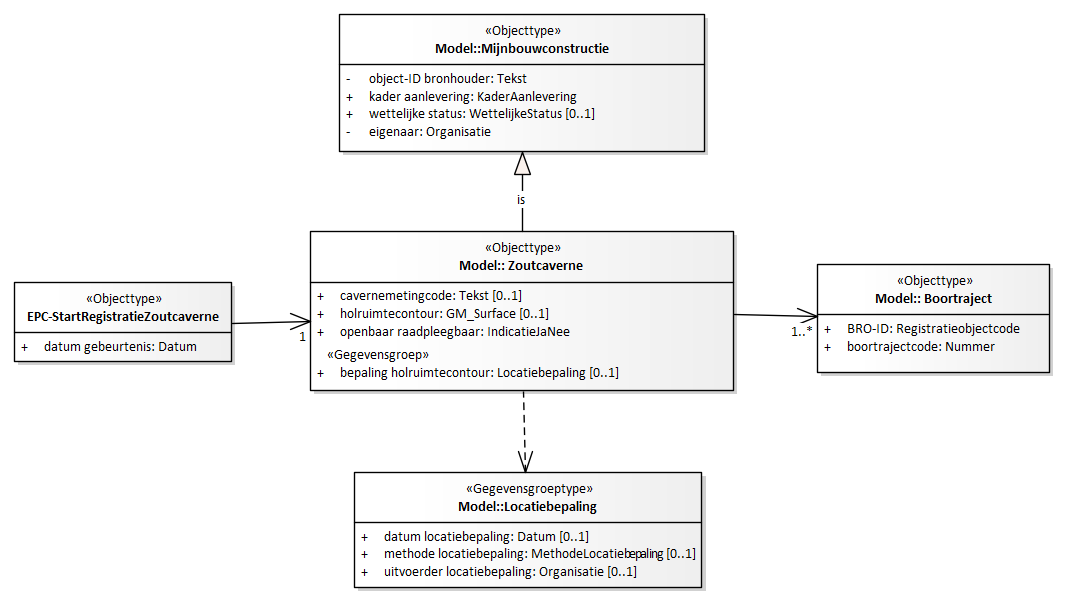 «Objecttype»
Model::Mijnbouwconstructie
- object-ID bronhouder: Tekst
+ kader aanlevering: KaderAanlevering
+ wettelijke status: WettelijkeStatus [0..1]
- eigenaar: Organisatie
is
«Objecttype»
Model:: Zoutcaverne
+ cavernemetingcode: Tekst [0..1]
+ holruimtecontour: GM_Surface [0..1]
+ openbaar raadpleegbaar: IndicatieJaNee
«Gegevensgroep»
+ bepaling holruimtecontour: Locatiebepaling [0..1]
«Objecttype»
EPC-StartRegistratieZoutcaverne
+ datum gebeurtenis: Datum
1
«Objecttype»
Model:: Boortraject
+ BRO-ID: Registratieobjectcode
+ boortrajectcode: Nummer
1..*
«Gegevensgroeptype»
Model::Locatiebepaling
+ datum locatiebepaling: Datum [0..1]
+ methode locatiebepaling: MethodeLocatiebepaling [0..1]
+ uitvoerder locatiebepaling: Organisatie [0..1]